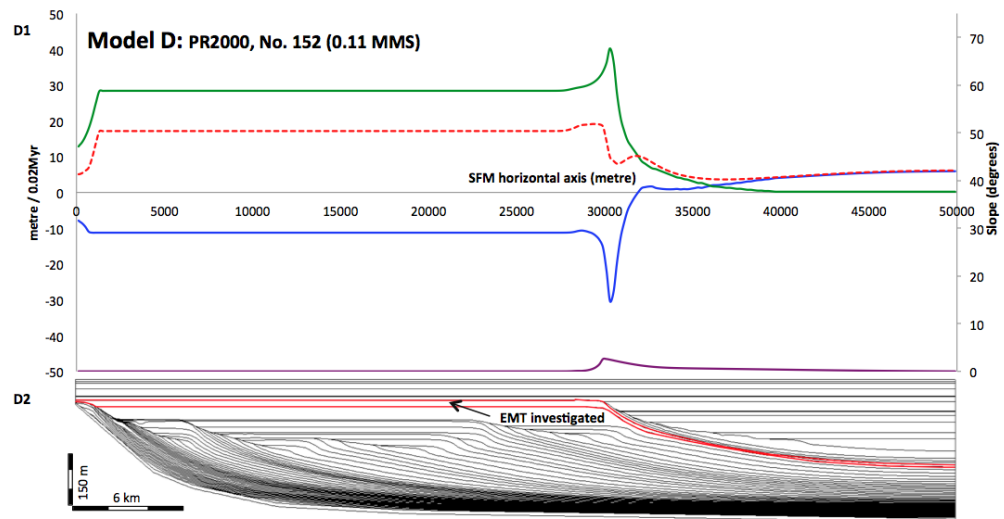 D1
Model D: PR2000, No. 152 (0.11 MMS)
metre / 0.02Myr
50
40
30
20
10
0
-10
-20
-30
-40
-50
SFM horizontal axis (metre)
0 5000 10000 15000 20000 25000 30000 35000 40000 45000 50000
70
60
50
40
30
20
10
0
Slope (degrees)
D2
EMT investigated
150 m
6 km